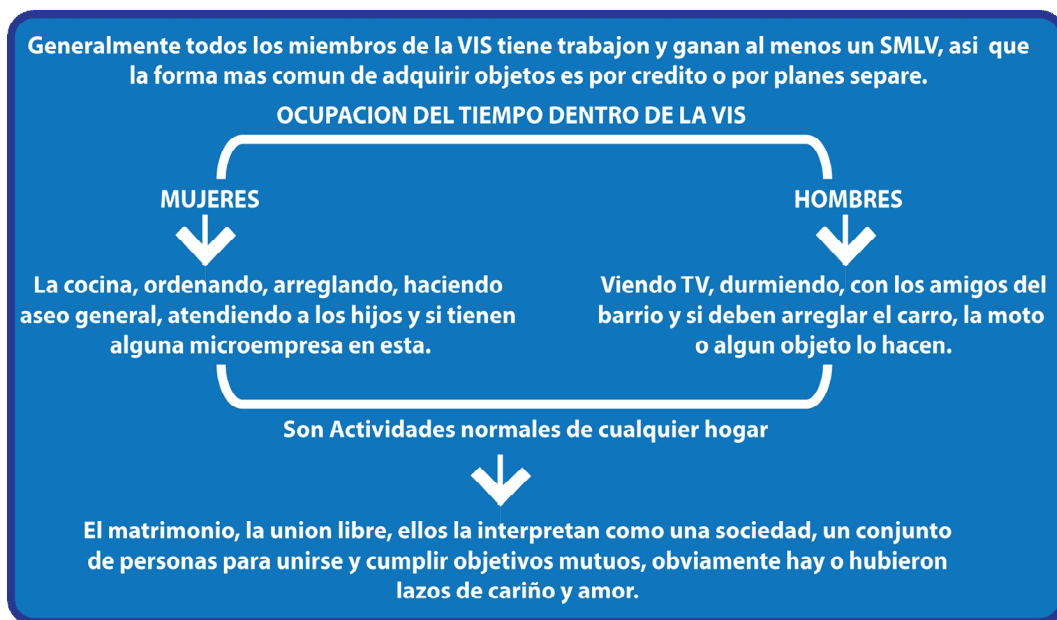 Generalmente todos los miembros de la VIS tiene trabajon y ganan al menos un SMLV, asi que
la forma mas comun de adquirir objetos es por credito o por planes separe.
OCUPACION DEL TIEMPO DENTRO DE LA VIS
MUJERES
La cocina, ordenando, arreglando, haciendo
aseo general, atendiendo a los hijos y si tienen
alguna microempresa en esta.
HOMBRES
Viendo TV, durmiendo, con los amigos del
barrio y si deben arreglar el carro, la moto
o algun objeto lo hacen.
Son Actividades normales de cualquier hogar
El matrimonio, la union libre, ellos la interpretan como una sociedad, un conjunto
de personas para unirse y cumplir objetivos mutuos, obviamente hay o hubieron
lazos de cariño y amor.